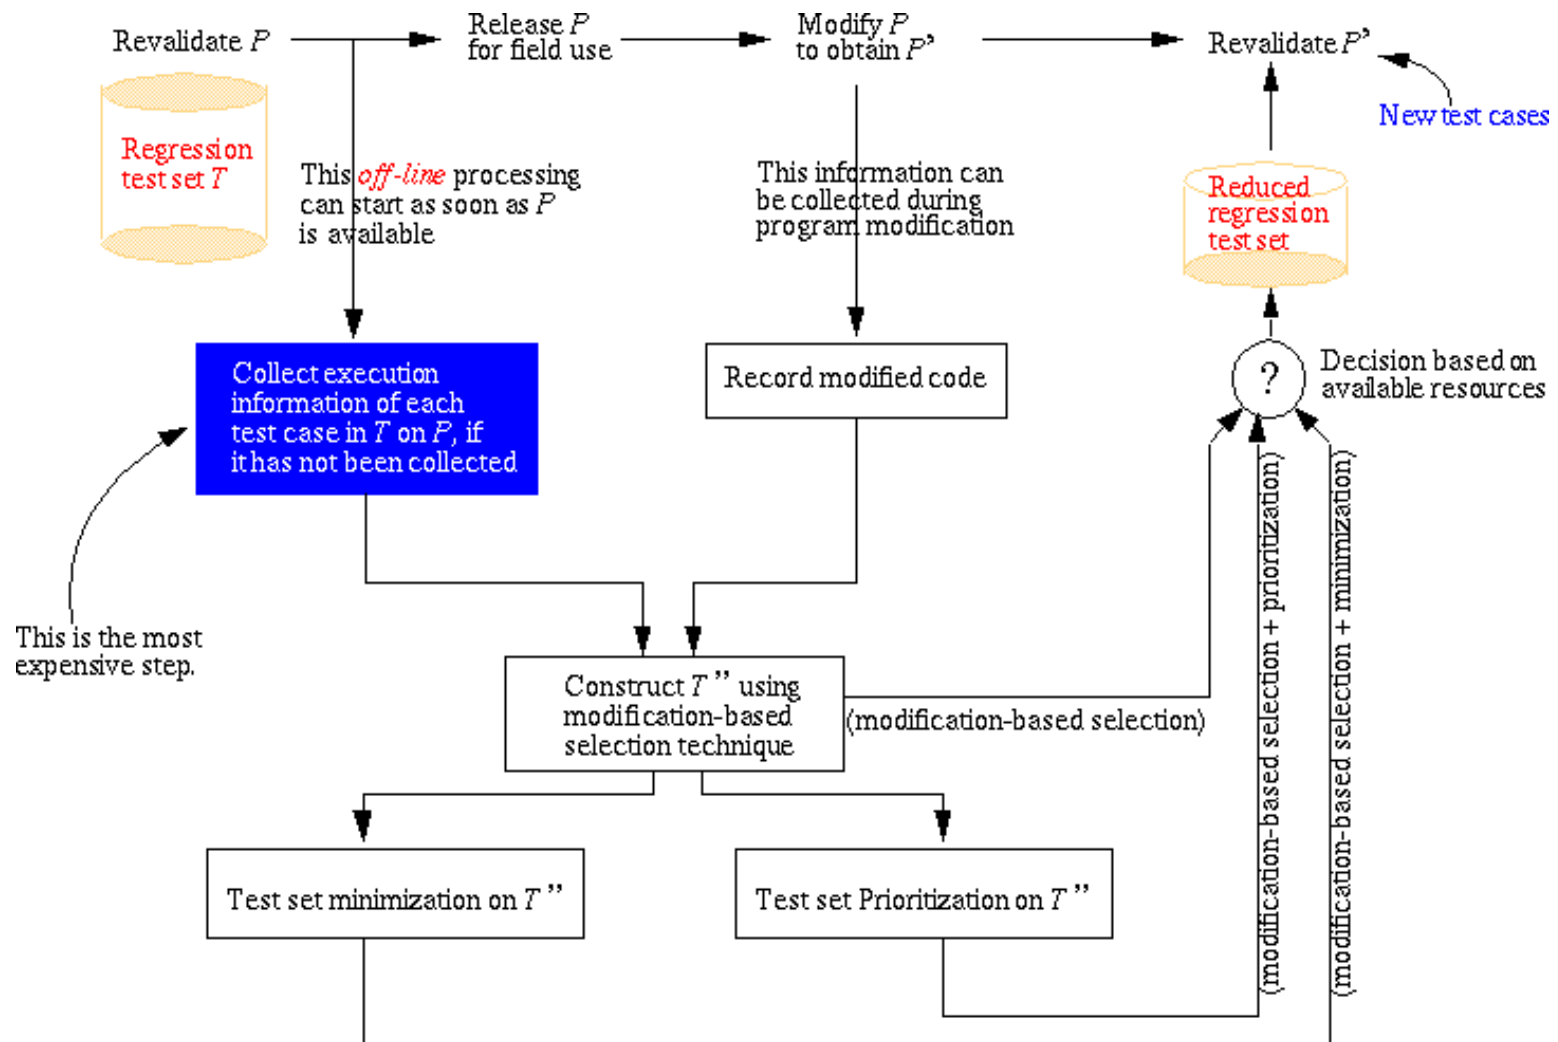 Revalidate P
Release P
for field use
Modify P
to obtain P’
Revalidate P’
New test cases
Regression
test set T
This off-line processing
can start as soon as P
is available
This information can
be collected during
program modification
Reduced
regression
test set
Collect execution
information of each
test case in T on P, if
it has not been collected
Record modified code
?
Decision based on
available resources
This is the most
expensive step.
Construct T ’’ using
modification-based
selection technique
(modification-based selection)
(modification-based selection + prioritization)
(modification-based selection + minimization)
Test set minimization on T ’’
Test set Prioritization on T ’’